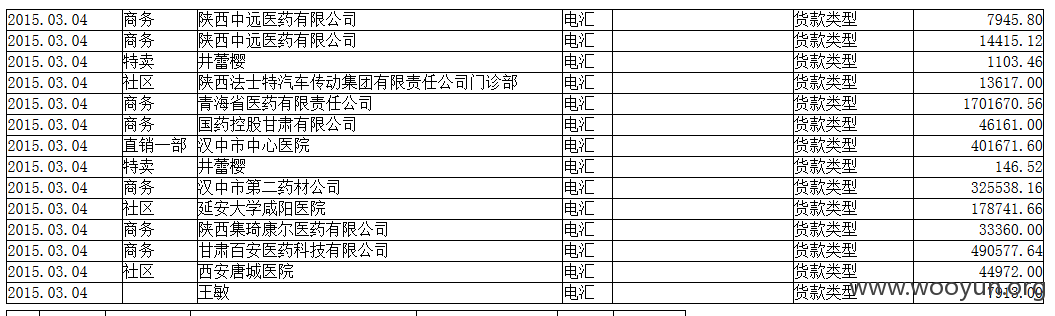 2015.03.04 商务 陕西中远医药有限公司 电汇 货款类型 7945.80
2015.03.04 商务 陕西中远医药有限公司 电汇 货款类型 14415.12
2015.03.04 特卖 井蕾樱 电汇 货款类型 1103.46
2015.03.04 社区 陕西法士特汽车传动集团有限责任公司门诊部 电汇 货款类型 13617.00
2015.03.04 商务 青海省医药有限责任公司 电汇 货款类型 1701670.56
2015.03.04 商务 国药控股甘肃有限公司 电汇 货款类型 46161.00
2015.03.04 直销一部 汉中市中心医院 电汇 货款类型 401671.60
2015.03.04 特卖 井蕾樱 电汇 货款类型 146.52
2015.03.04 商务 汉中市第二药材公司 电汇 货款类型 325538.16
2015.03.04 社区 延安大学咸阳医院 电汇 货款类型 178741.66
2015.03.04 商务 陕西集琦康尔医药有限公司 电汇 货款类型 33360.00
2015.03.04 商务 甘肃百安医药科技有限公司 电汇 货款类型 490577.64
2015.03.04 社区 西安唐城医院 电汇 货款类型 44972.00
2015.03.04 王敏 电汇 货款类型
www.wooyun.org